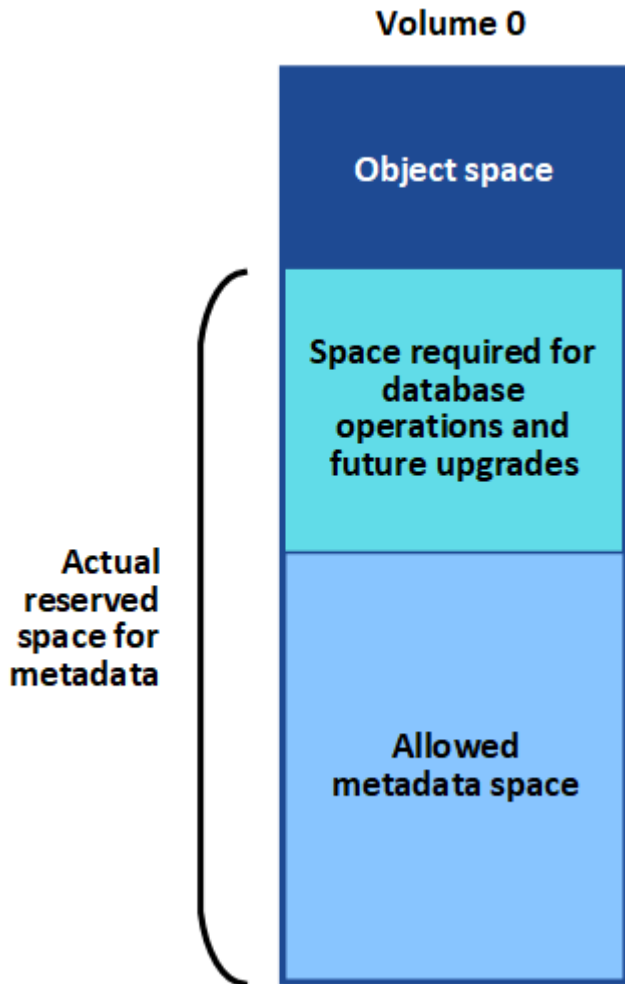 Volume 0
Object space
Space required for
database
operations and
future upgrades
Actual
reserved
space for
metadata
Allowed
metadata space